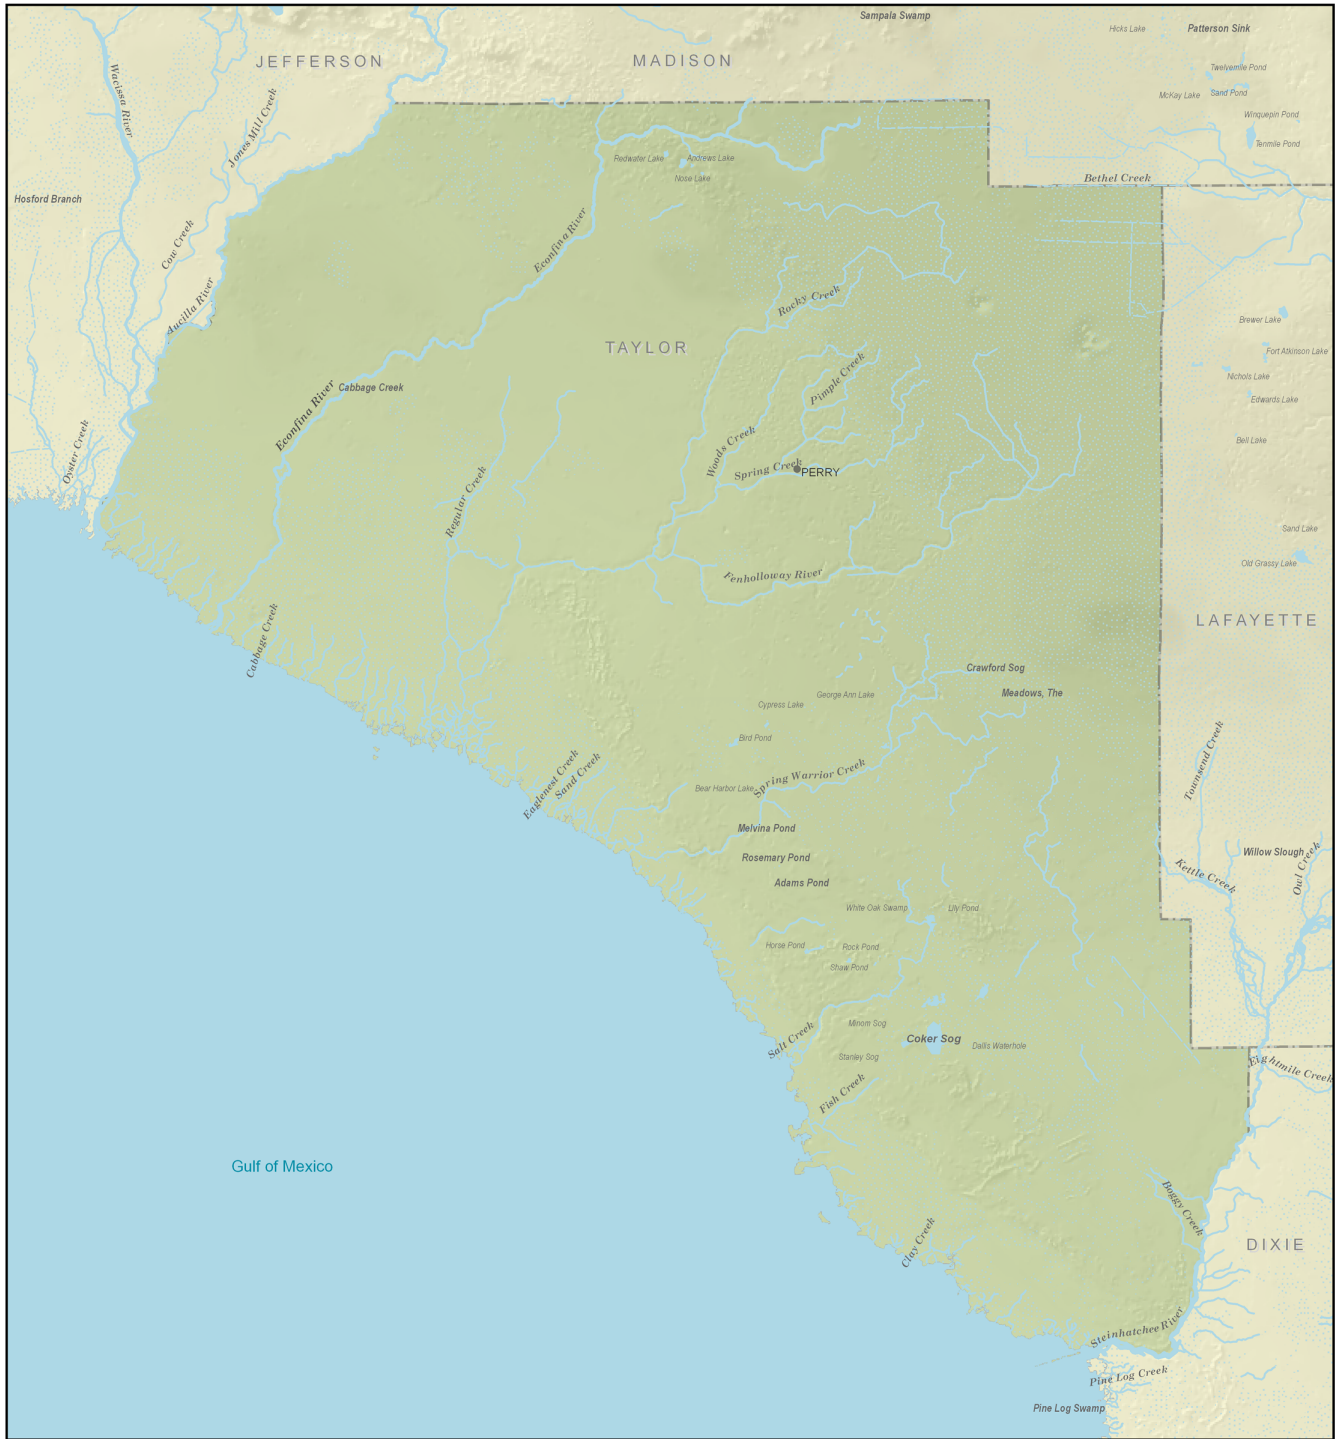 Sampala Swamp
Hicks Lake
Patterson Sink
JEFFERSON
MADISON
Twelvemile Pond
Wacissa River
McKay Lake
Sand Pond
Jones Mill Creek
Winquepin Pond
Tenmile Pond
Redwater Lake
Andrews Lake
Nose Lake
Bethel Creek
Hosford Branch
Cow Creek
Econfina River
Aucilla River
Rocky Creek
Brewer Lake
TAYLOR
Fort Atkinson Lake
Pimple Creek
Nichols Lake
Cabbage Creek
Edwards Lake
Econfina River
Bell Lake
Oyster Creek
Woods Creek
Spring Creek
PERRY
Regular Creek
Sand Lake
Old Grassy Lake
Fenholloway River
LAFAYETTE
Cabbage Creek
Crawford Sog
George Ann Lake
Meadows, The
Cypress Lake
Bird Pond
Townsend Creek
Eaglenest Creek
Sand Creek
Spring Warrior Creek
Bear Harbor Lake
Melvina Pond
Rosemary Pond
Willow Slough
Owl Creek
Kettle Creek
Adams Pond
White Oak Swamp
Lily Pond
Horse Pond
Rock Pond
Shaw Pond
Minom Sog
Salt Creek
Coker Sog
Dallis Waterhole
Stanley Sog
Eightmile Creek
Fish Creek
Gulf of Mexico
Boggy Creek
Clay Creek
DIXIE
Steinhatchee River
Pine Log Creek
Pine Log Swamp